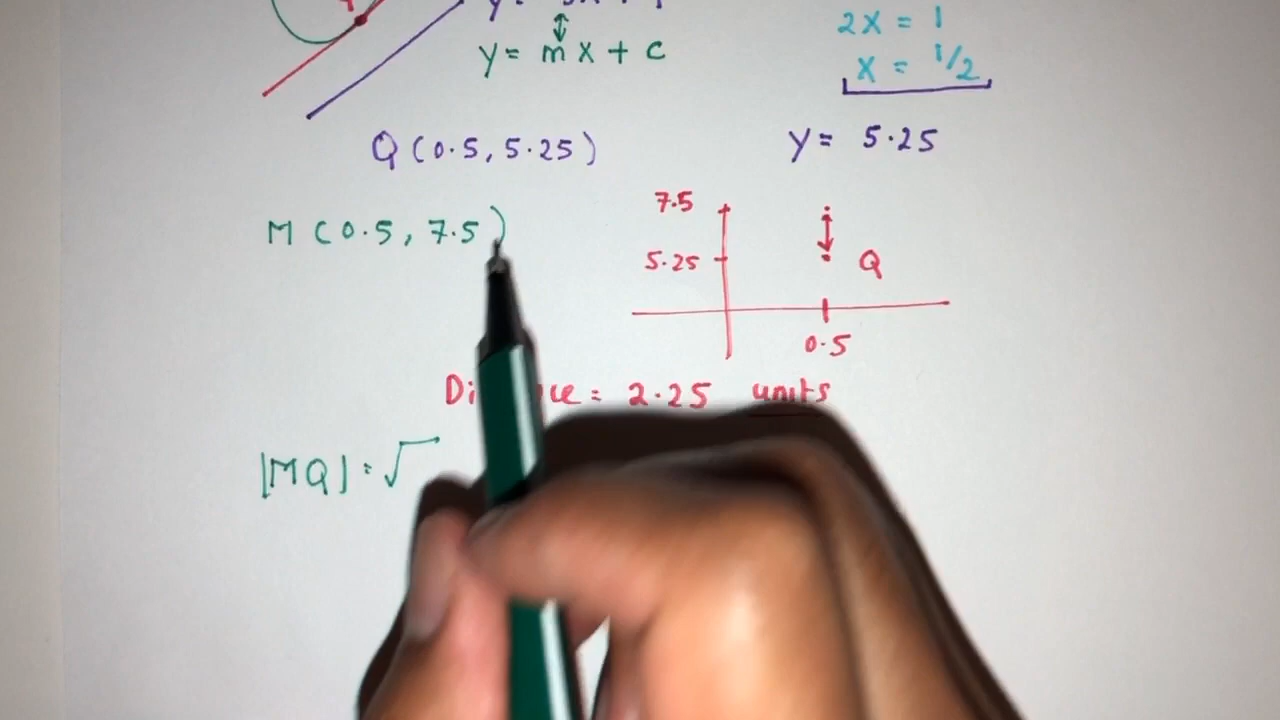 y = mx + c
2x = 1
x = 1/2
Q (0.5, 5.25)
y = 5.25
M (0.5, 7.5)
7.5
5.25
Q
0.5
= 2.25 units
|MQ| = √